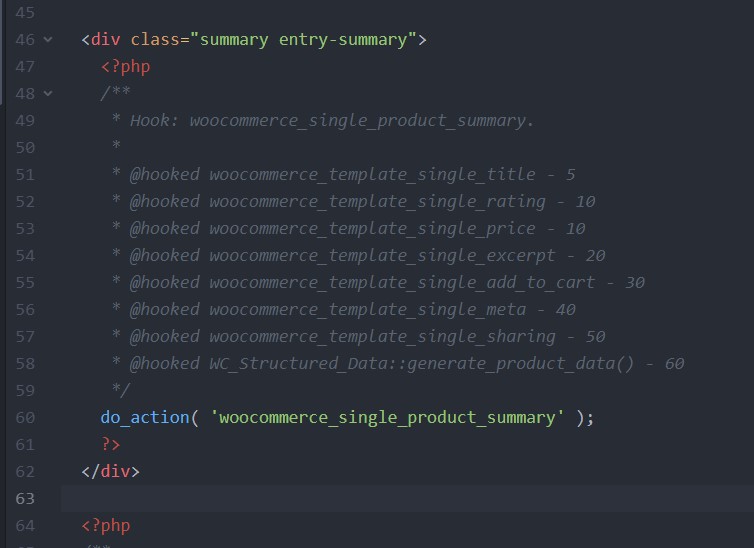 45
46 <div class="summary entry-summary">
47 <?php
48 /**
49 * Hook: woocommerce_single_product_summary.
50 *
51 * @hooked woocommerce_template_single_title - 5
52 * @hooked woocommerce_template_single_rating - 10
53 * @hooked woocommerce_template_single_price - 10
54 * @hooked woocommerce_template_single_excerpt - 20
55 * @hooked woocommerce_template_single_add_to_cart - 30
56 * @hooked woocommerce_template_single_meta - 40
57 * @hooked woocommerce_template_single_sharing - 50
58 * @hooked WC_Structured_Data::generate_product_data() - 60
59 */
60 do_action( 'woocommerce_single_product_summary' );
61 ?>
62 </div>
63
64 <?php